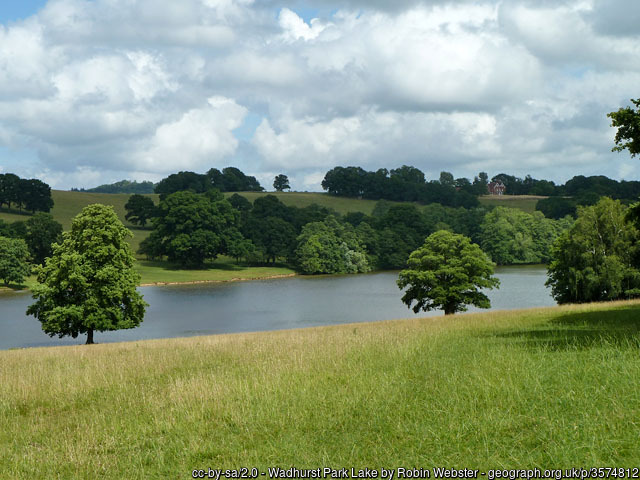 cc-by-sa/2.0 - Wadhurst Park Lake by Robin Webster - geograph.org.uk/p/3574812